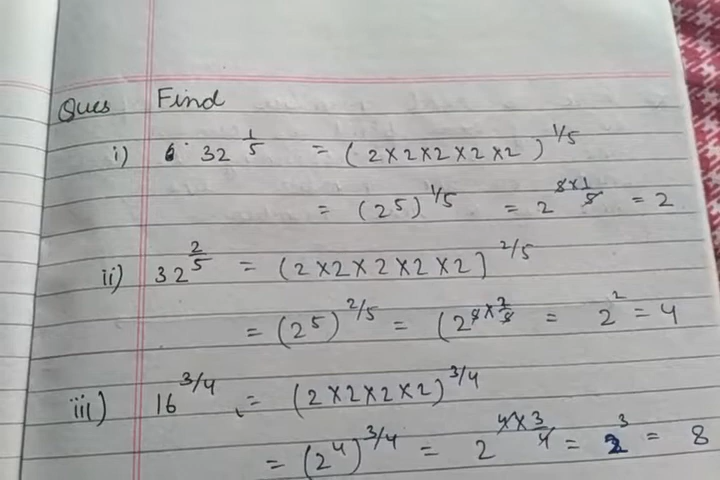 Ques Find
i) 32^(1/5) = (2×2×2×2×2)^(1/5)
= (2^5)^(1/5) = 2^(5×1/5) = 2
ii) 32^(2/5) = (2×2×2×2×2)^(2/5)
= (2^5)^(2/5) = (2^(5×2/5) = 2^2 = 4
iii) 16^(3/4) = (2×2×2×2)^(3/4)
= (2^4)^(3/4) = 2^(4×3/4) = 2^3 = 8